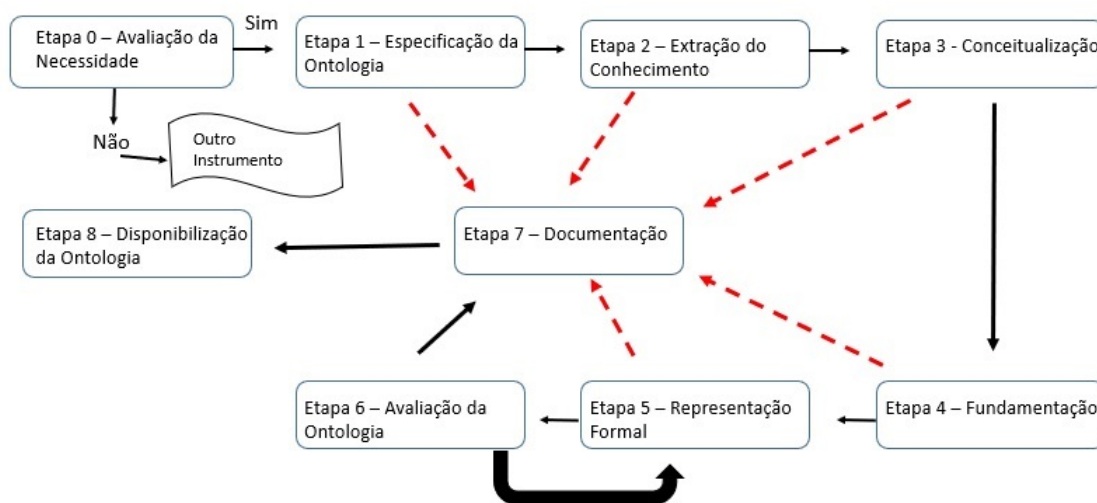 Etapa 0 – Avaliação da
Necessidade
Sim
Etapa 1 – Especificação da
Ontologia
Etapa 2 – Extração do
Conhecimento
Etapa 3 - Conceitualização
Não
Outro
Instrumento
Etapa 8 – Disponibilização
da Ontologia
Etapa 7 – Documentação
Etapa 6 – Avaliação da
Ontologia
Etapa 5 – Representação
Formal
Etapa 4 – Fundamentação